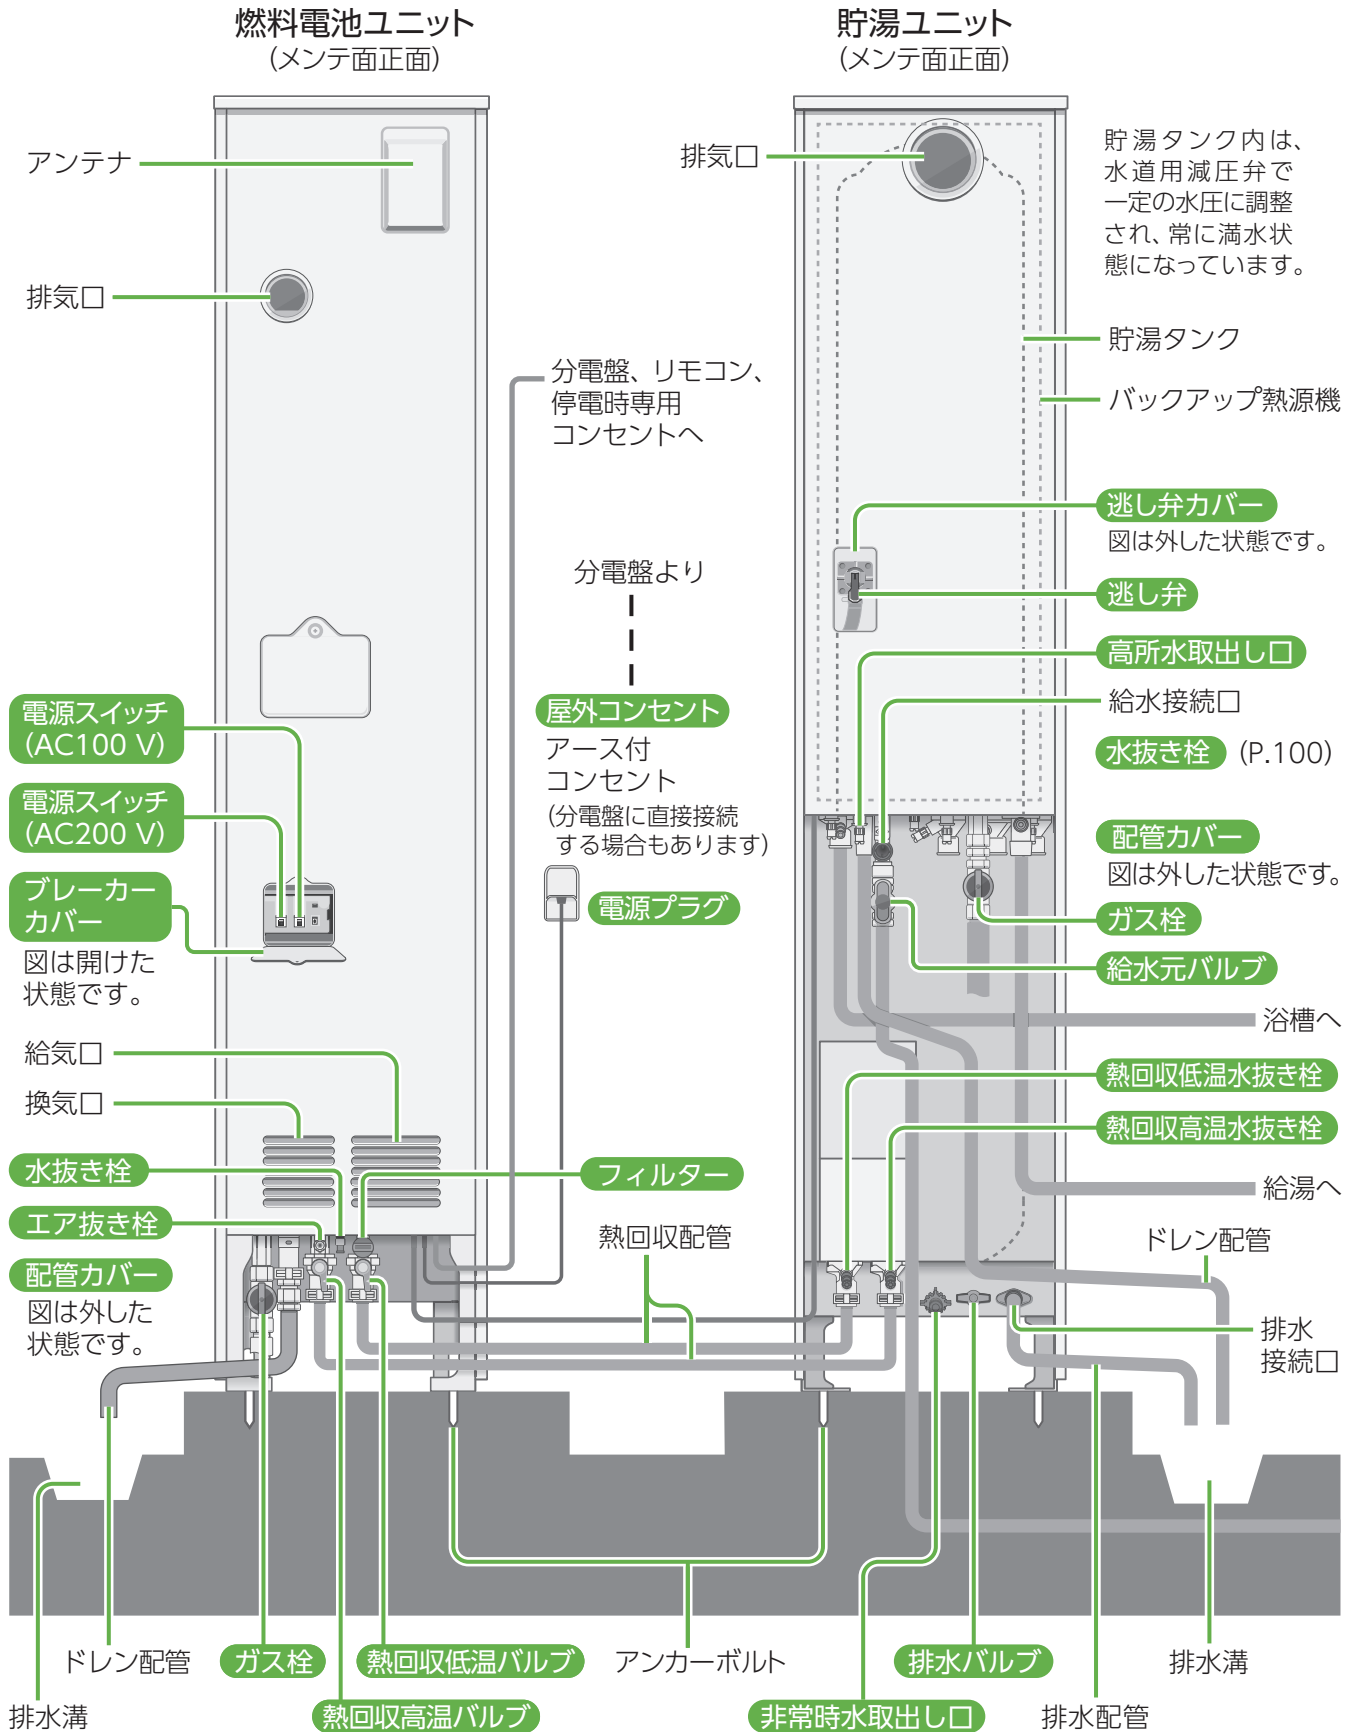 燃料電池ユニット
(メンテ面正面)
アンテナ
排気口
分電盤、リモコン、
停電時専用
コンセントへ
分電盤より
屋外コンセント
アース付
コンセント
(分電盤に直接接続
する場合もあります)
電源プラグ
電源スイッチ
(AC100 V)
電源スイッチ
(AC200 V)
ブレーカー
カバー
図は開けた
状態です。
給気口
換気口
水抜き栓
エア抜き栓
配管カバー
図は外した
状態です。
フィルター
熱回収配管
貯湯ユニット
(メンテ面正面)
排気口
貯湯タンク内は、
水道用減圧弁で
一定の水圧に調整
され、常に満水状
態になっています。
貯湯タンク
バックアップ熱源機
逃し弁カバー
図は外した状態です。
逃し弁
高所水取出し口
給水接続口
水抜き栓 (P.100)
配管カバー
図は外した状態です。
ガス栓
給水元バルブ
浴槽へ
熱回収低温水抜き栓
熱回収高温水抜き栓
給湯へ
ドレン配管
排水
接続口
ドレン配管
ガス栓
熱回収低温バルブ
アンカーボルト
排水バルブ
排水溝
排水溝
熱回収高温バルブ
非常時水取出し口
排水配管